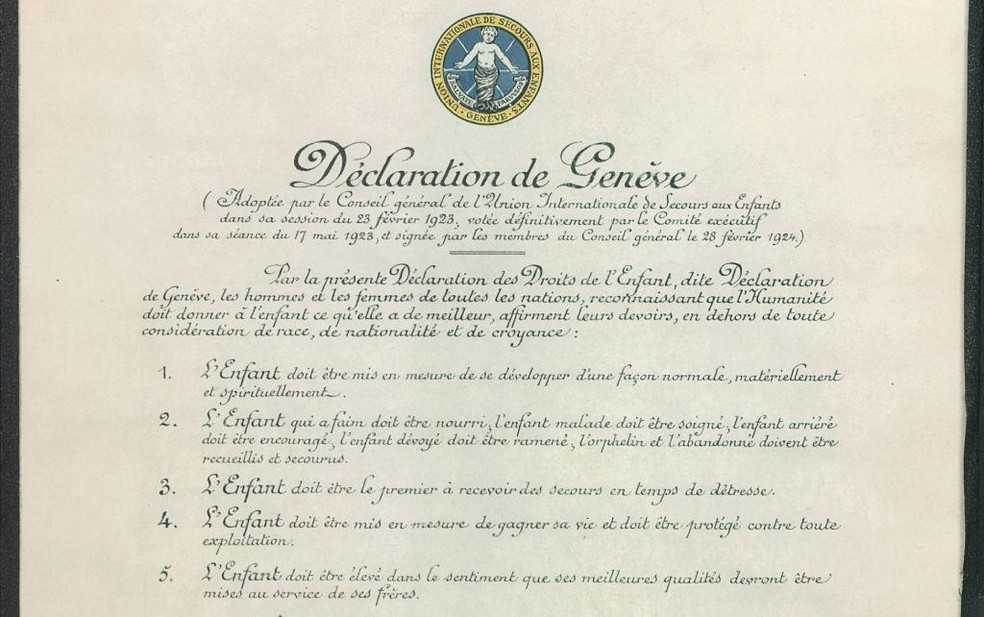 UNION INTERNATIONALE DE SECOURS AUX ENFANTS
SALVATE PARVULOS
· GENÈVE ·
Déclaration de Genève
( Adoptée par le Conseil général de l'Union Internationale de Secours aux Enfants
dans sa session du 23 février 1923, votée définitivement par le Comité exécutif
dans sa séance du 17 mai 1923, et signée par les membres du Conseil général le 28 février 1924.)
Par la présente Déclaration des Droits de l'Enfant, dite Déclaration
de Genève, les hommes et les femmes de toutes les nations, reconnaissant que l'Humanité
doit donner à l'enfant ce qu'elle a de meilleur, affirment leurs devoirs, en dehors de toute
considération de race, de nationalité et de croyance :
1. L'Enfant doit être mis en mesure de se développer d'une façon normale, matériellement
et spirituellement.
2. L'Enfant qui a faim doit être nourri, l'enfant malade doit être soigné, l'enfant arriéré
doit être encouragé, l'enfant dévoyé doit être ramené, l'orphelin et l'abandonné doivent être
recueillis et secourus.
3. L'Enfant doit être le premier à recevoir des secours en temps de détresse.
4. L'Enfant doit être mis en mesure de gagner sa vie et doit être protégé contre toute
exploitation.
5. L'Enfant doit être élevé dans le sentiment que ses meilleures qualités devront être
mises au service de ses frères.